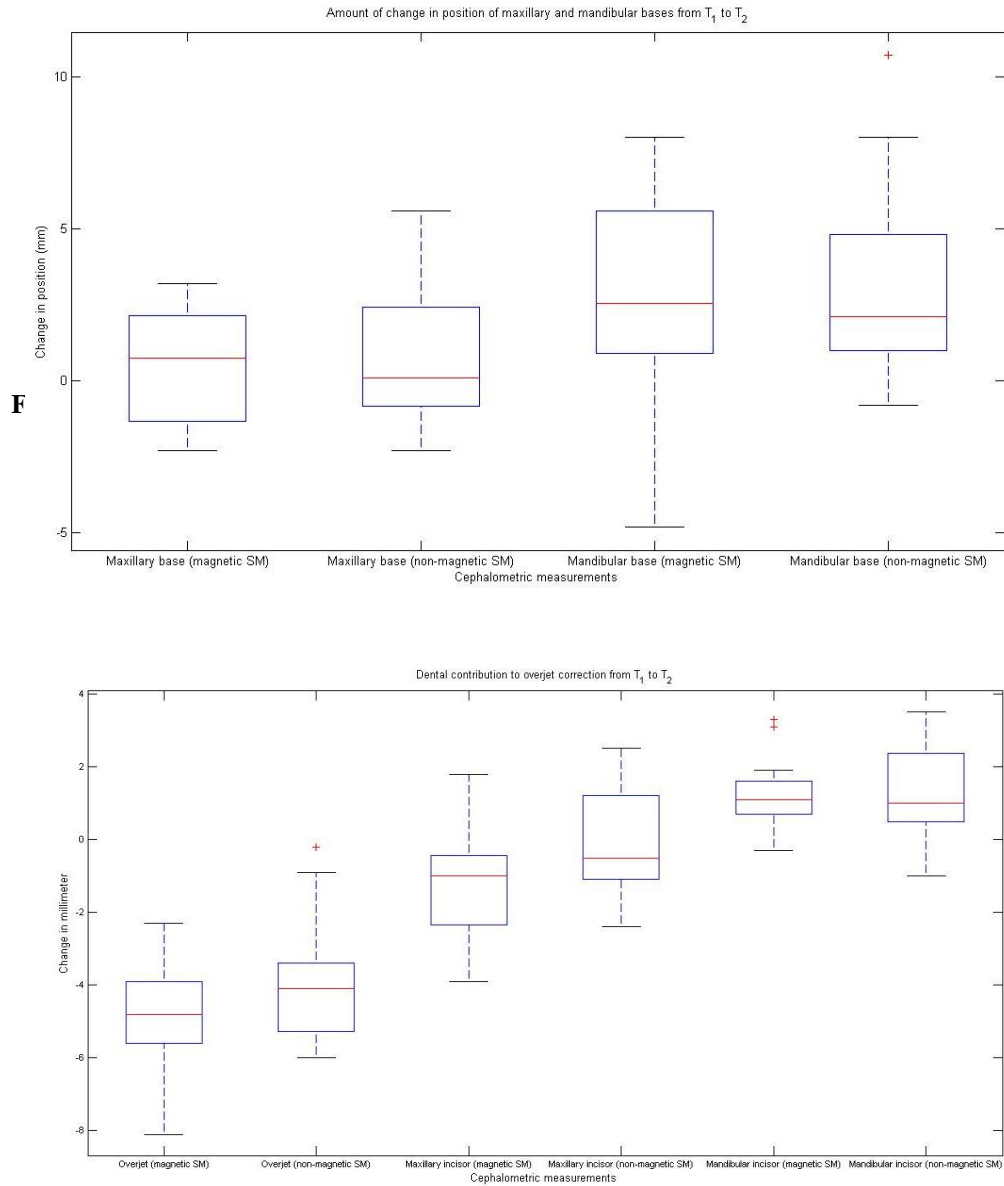 Amount of change in position of maxillary and mandibular bases from T1 to T2
10
5
0
-5
Change in position (mm)
F
Maxillary base (magnetic SM) Maxillary base (non-magnetic SM) Mandibular base (magnetic SM) Mandibular base (non-magnetic SM)
Cephalometric measurements
Dental contribution to overjet correction from T1 to T2
4
2
0
-2
-4
-6
-8
Change in millimeter
Overjet (magnetic SM) Overjet (non-magnetic SM) Maxillary incisor (magnetic SM) Maxillary incisor (non-magnetic SM) Mandibular incisor (magnetic SM) Mandibular incisor (non-magnetic SM)
Cephalometric measurements